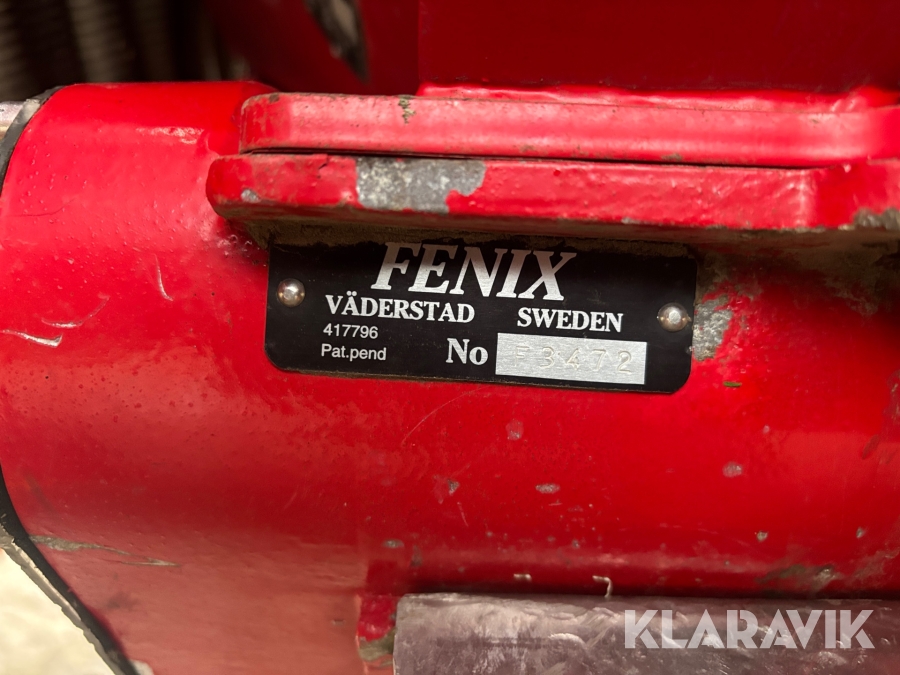 FENIX
VÄDERSTAD SWEDEN
417796
Pat.pend No F3472
KLARAVIK